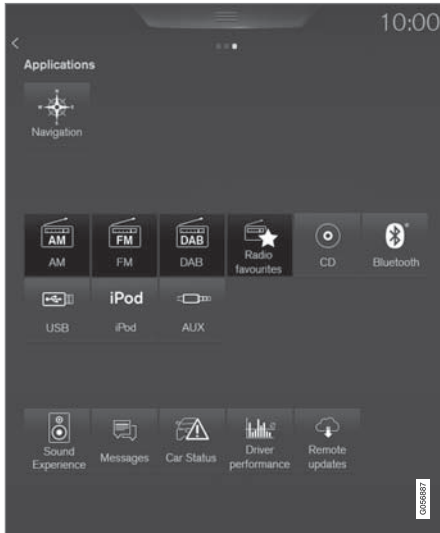 10:00
Applications
Navigation
AM FM DAB
AM FM DAB Radio favourites CD Bluetooth
iPod
USB iPod AUX
Sound Experience Messages Car Status Driver performance Remote updates
G056887